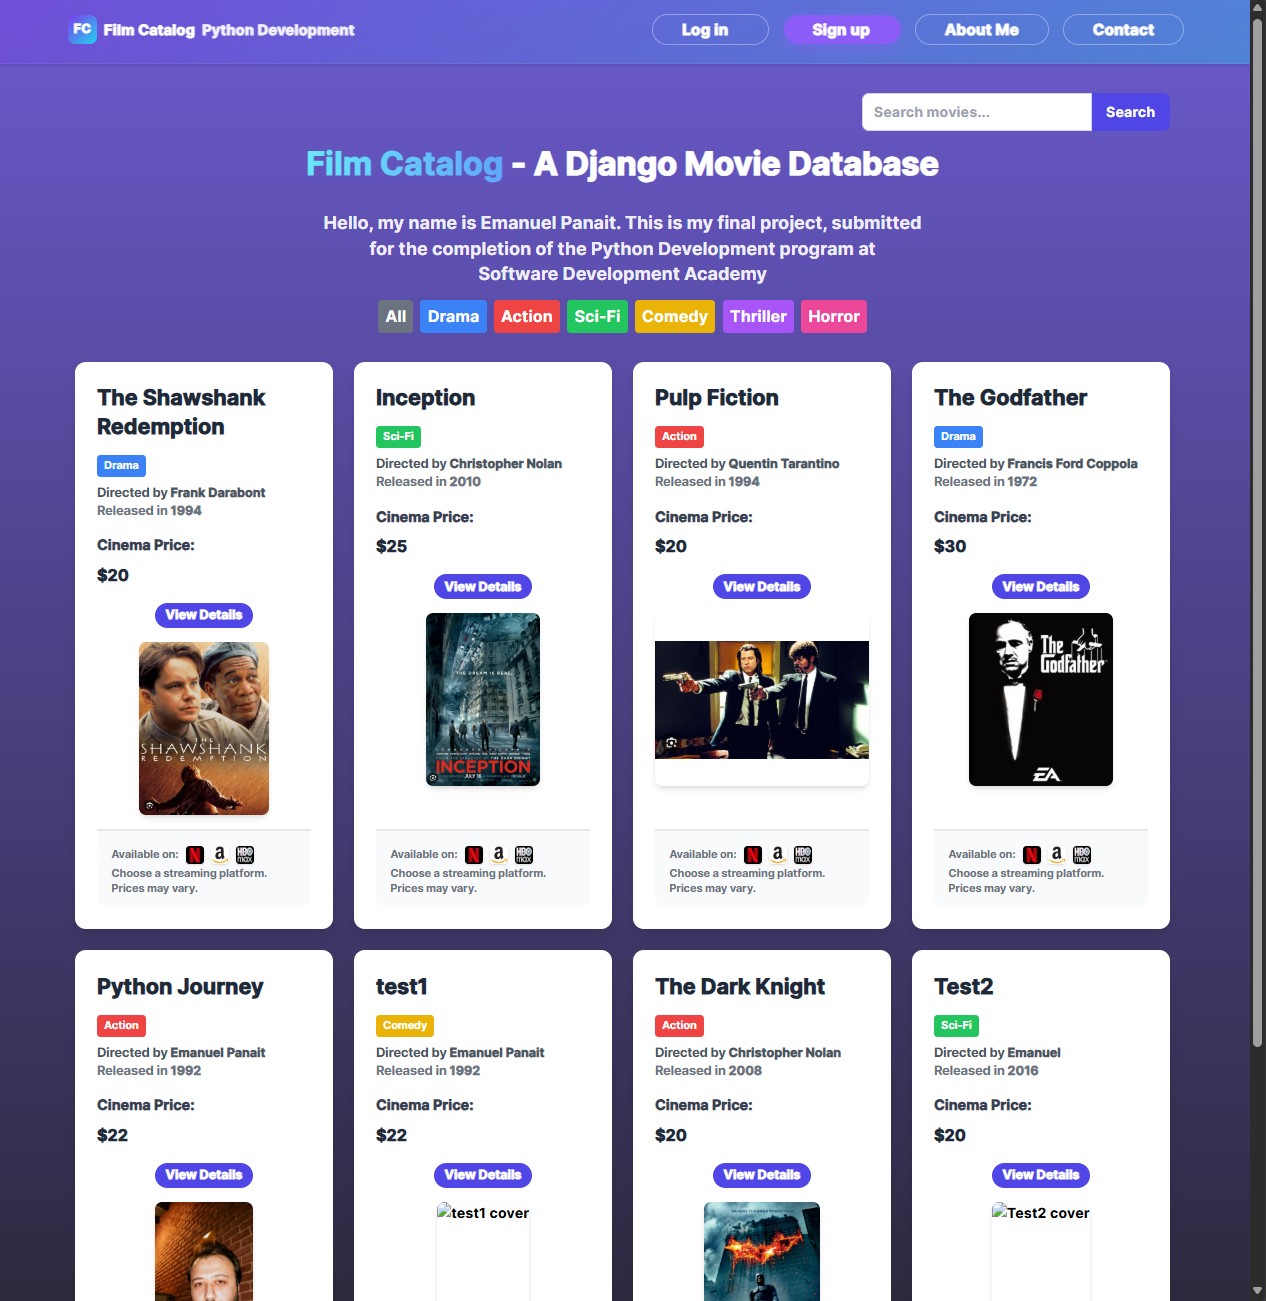 FC Film Catalog Python Development Log in Sign up About Me Contact
Search movies... Search
Film Catalog - A Django Movie Database
Hello, my name is Emanuel Panait. This is my final project, submitted
for the completion of the Python Development program at
Software Development Academy
All Drama Action Sci-Fi Comedy Thriller Horror
The Shawshank
Redemption
Drama
Directed by Frank Darabont
Released in 1994
Cinema Price:
$20
View Details
THE
SHAWSHANK
REDEMPTION
Available on: N a HBO max
Choose a streaming platform.
Prices may vary.
Inception
Sci-Fi
Directed by Christopher Nolan
Released in 2010
Cinema Price:
$25
View Details
THE DREAM IS REAL
INCEPTION
JULY 16
Available on: N a HBO max
Choose a streaming platform.
Prices may vary.
Pulp Fiction
Action
Directed by Quentin Tarantino
Released in 1994
Cinema Price:
$20
View Details
Available on: N a HBO max
Choose a streaming platform.
Prices may vary.
The Godfather
Drama
Directed by Francis Ford Coppola
Released in 1972
Cinema Price:
$30
View Details
The
Godfather
EA
Available on: N a HBO max
Choose a streaming platform.
Prices may vary.
Python Journey
Action
Directed by Emanuel Panait
Released in 1992
Cinema Price:
$22
View Details
test1
Comedy
Directed by Emanuel Panait
Released in 1992
Cinema Price:
$22
View Details
test1 cover
The Dark Knight
Action
Directed by Christopher Nolan
Released in 2008
Cinema Price:
$20
View Details
Test2
Sci-Fi
Directed by Emanuel
Released in 2016
Cinema Price:
$20
View Details
Test2 cover